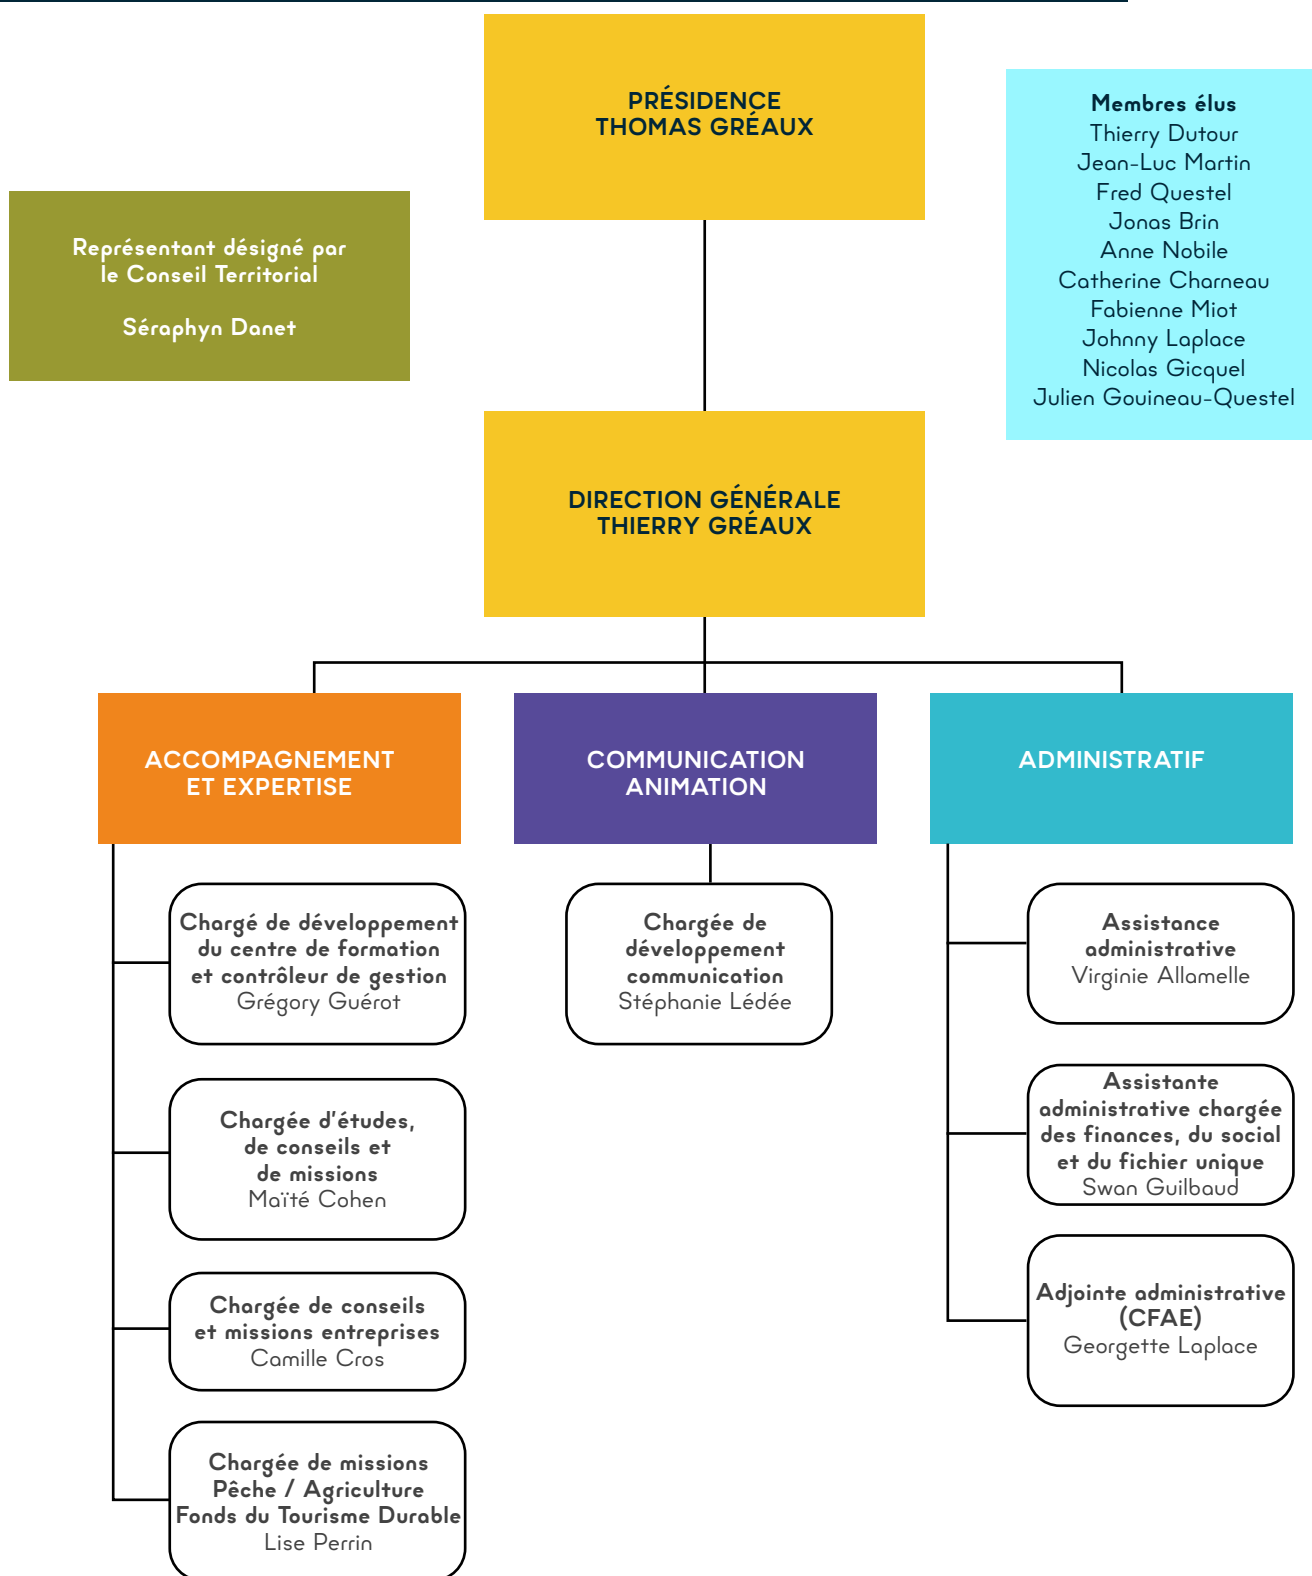 PRÉSIDENCE
THOMAS GRÉAUX
Membres élus
Thierry Dutour
Jean-Luc Martin
Fred Questel
Jonas Brin
Anne Nobile
Catherine Charneau
Fabienne Miot
Johnny Laplace
Nicolas Gicquel
Julien Gouineau-Questel
Représentant désigné par
le Conseil Territorial
Séraphyn Danet
DIRECTION GÉNÉRALE
THIERRY GRÉAUX
ACCOMPAGNEMENT
ET EXPERTISE
Chargé de développement
du centre de formation
et contrôleur de gestion
Grégory Guérot
Chargée d'études,
de conseils et
de missions
Maïté Cohen
Chargée de conseils
et missions entreprises
Camille Cros
Chargée de missions
Pêche / Agriculture
Fonds du Tourisme Durable
Lise Perrin
COMMUNICATION
ANIMATION
Chargée de
développement
communication
Stéphanie Lédée
ADMINISTRATIF
Assistance
administrative
Virginie Allamelle
Assistante
administrative chargée
des finances, du social
et du fichier unique
Swan Guilbaud
Adjointe administrative
(CFAE)
Georgette Laplace